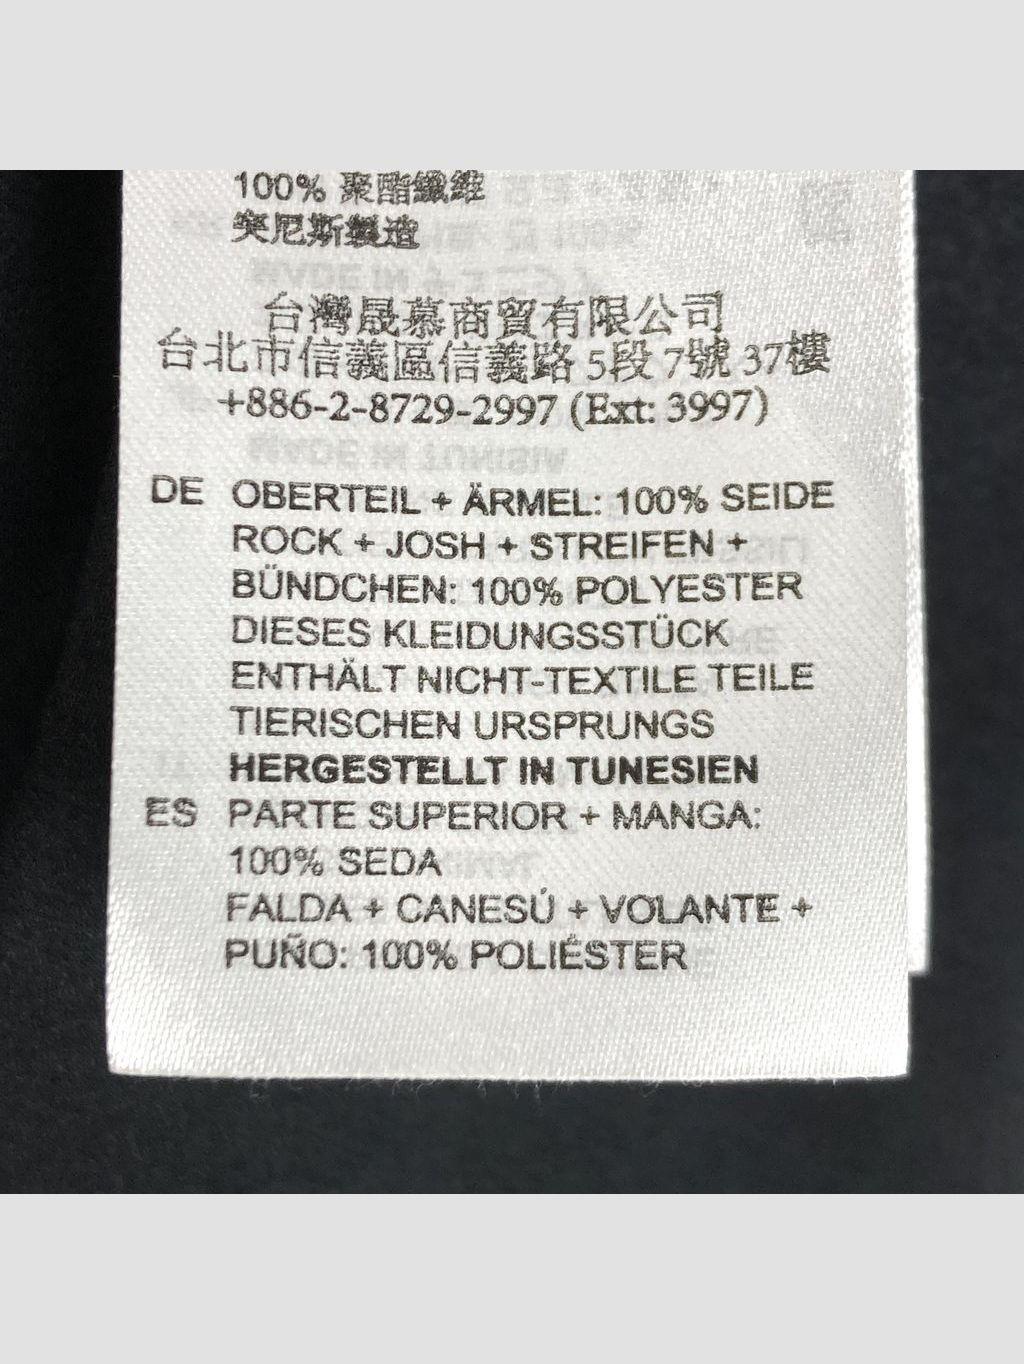 100% 聚酯纖維
突尼斯製造
台灣晟慕商貿有限公司
台北市信義區信義路 5段 7號 37樓
+886-2-8729-2997 (Ext: 3997)
DE OBERTEIL + ÄRMEL: 100% SEIDE
ROCK + JOSH + STREIFEN +
BÜNDCHEN: 100% POLYESTER
DIESES KLEIDUNGSSTÜCK
ENTHÄLT NICHT-TEXTILE TEILE
TIERISCHEN URSPRUNGS
HERGESTELLT IN TUNESIEN
ES PARTE SUPERIOR + MANGA:
100% SEDA
FALDA + CANESÚ + VOLANTE +
PUÑO: 100% POLIÉSTER